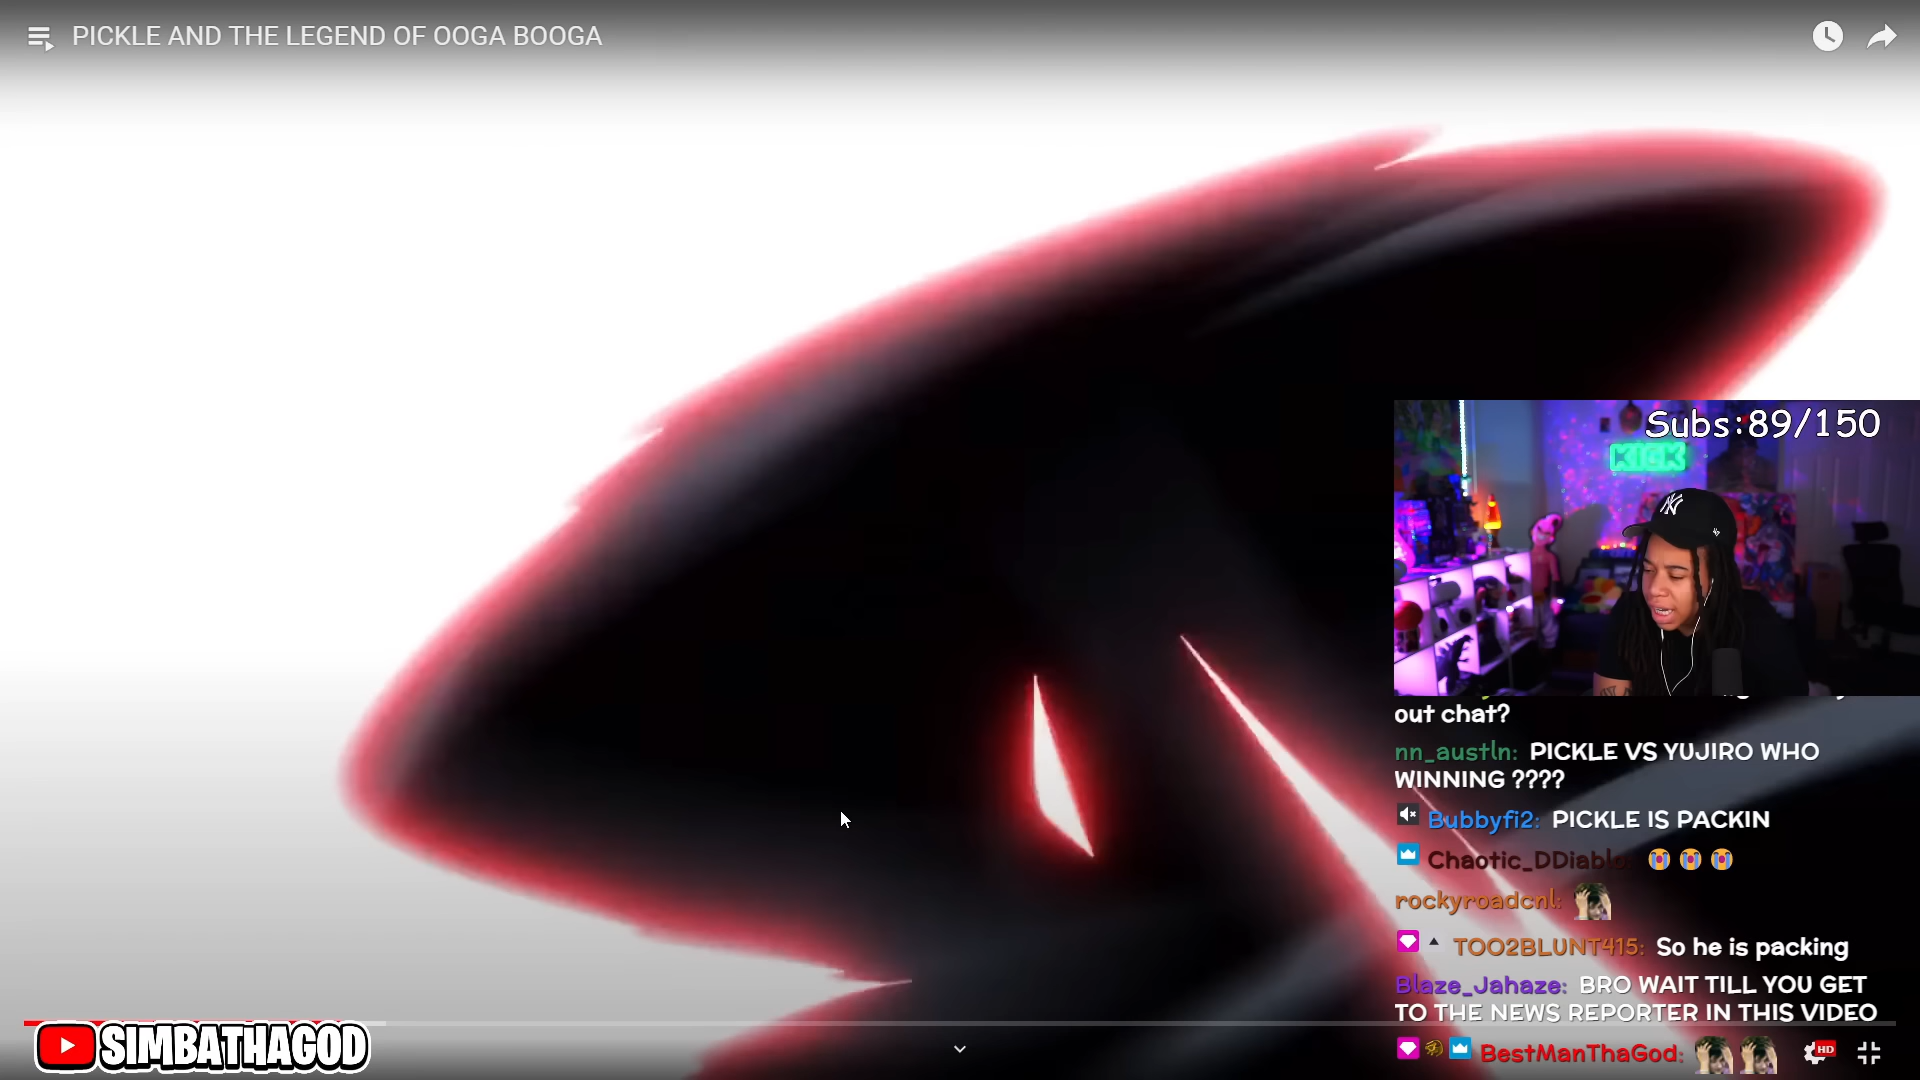 PICKLE AND THE LEGEND OF OOGA BOOGA
Subs:89/150
KICK
NY
out chat?
nn_austln: PICKLE VS YUJIRO WHO
WINNING ????
Bubbyfi2: PICKLE IS PACKIN
Chaotic_DDiablo:
rockyroadcnl:
TOO2BLUNT415: So he is packing
Blaze_Jahaze: BRO WAIT TILL YOU GET
TO THE NEWS REPORTER IN THIS VIDEO
BestManThaGod:
HD
SIMBATHAGOD